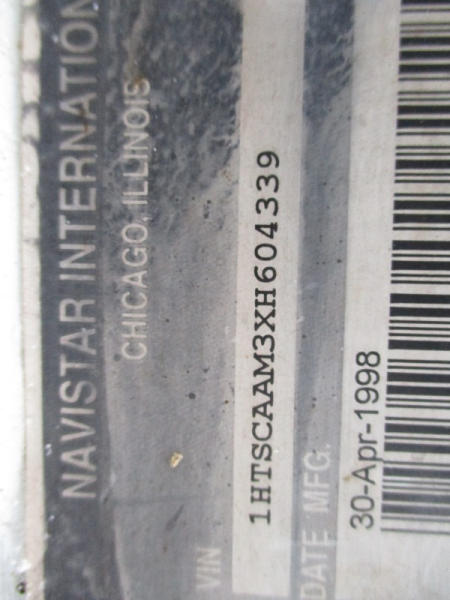 NAVISTAR INTERNATION
CHICAGO, ILLINOIS
VIN
1HTSCAAM3XH604339
DATE MFG.
30-Apr-1998